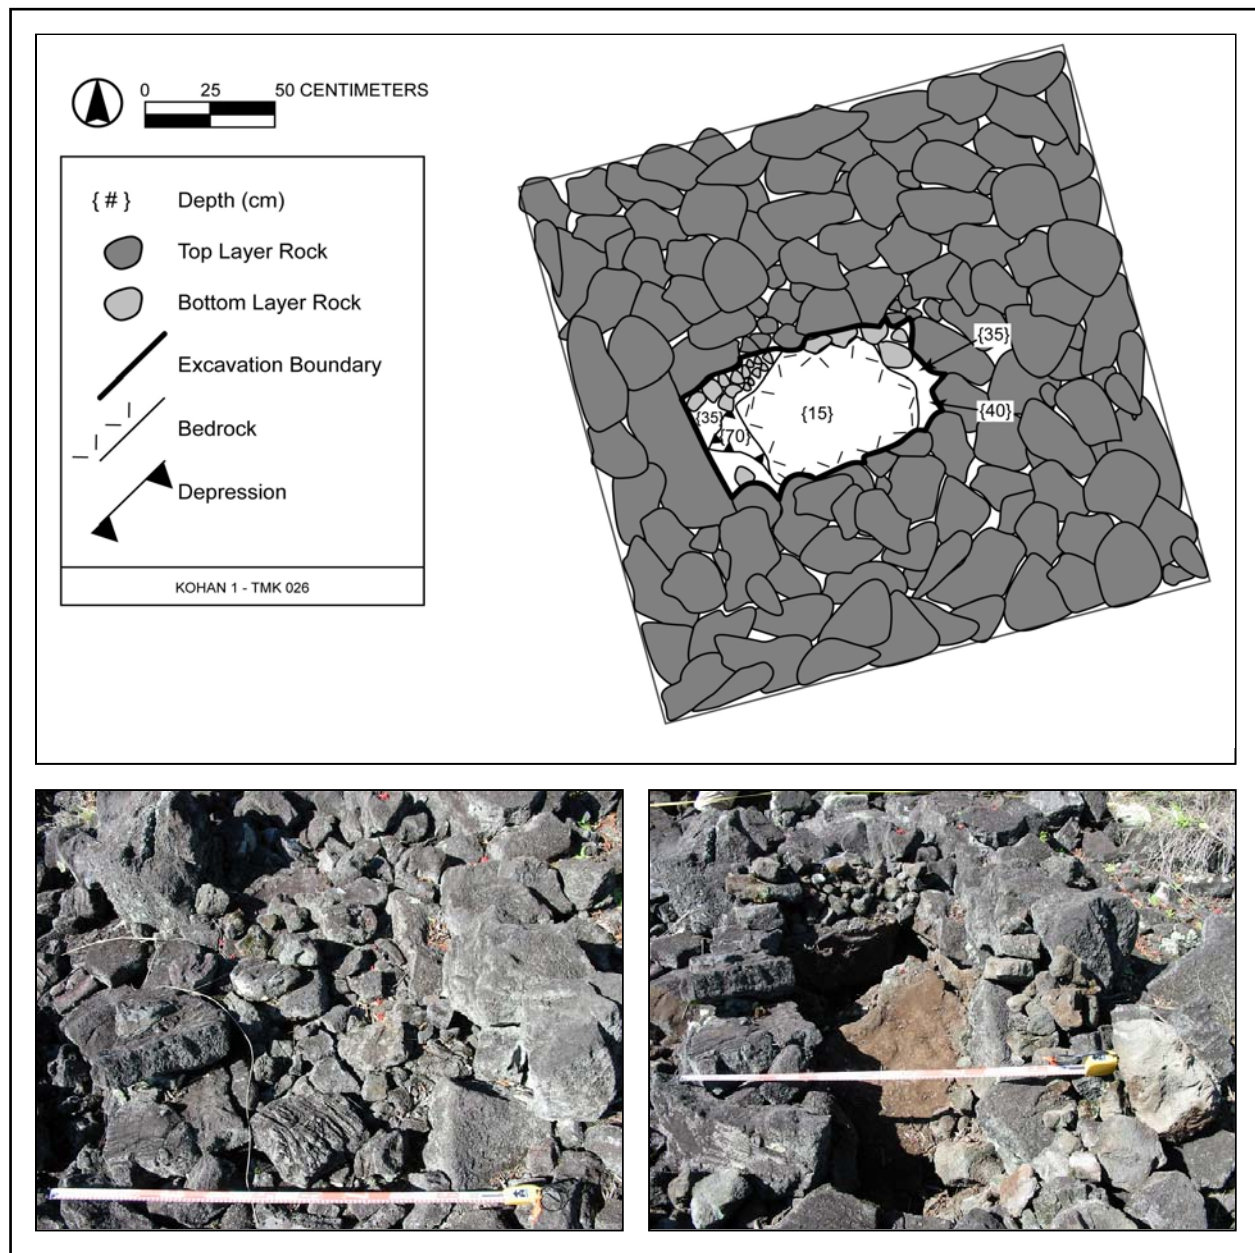 0 25 50 CENTIMETERS
{ # } Depth (cm)
Top Layer Rock
Bottom Layer Rock
Excavation Boundary
Bedrock
Depression
KOHAN 1 - TMK 026
{35}
{40}
{15}
{35}
{70}